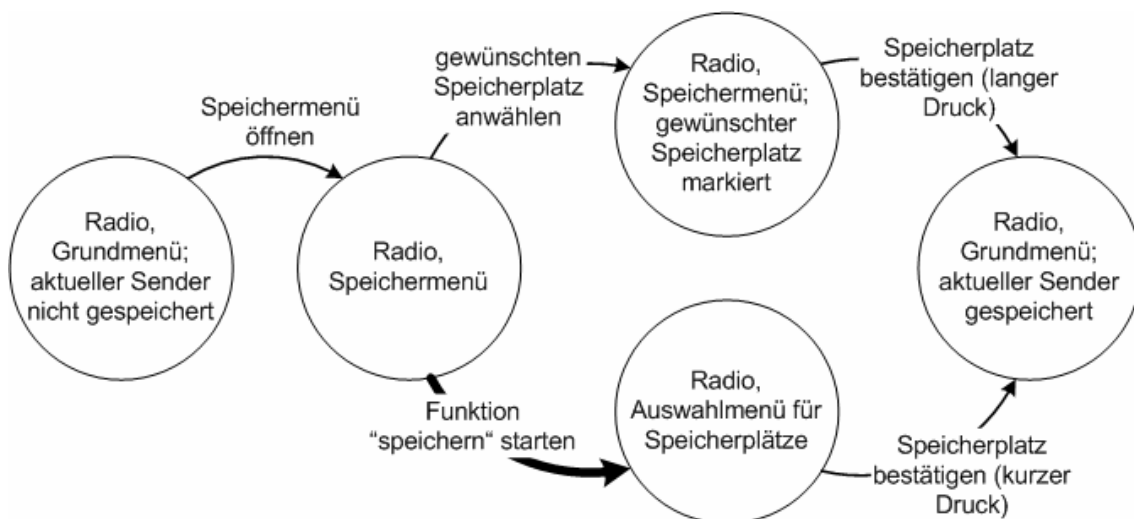 Radio,
Grundmenü;
aktueller Sender
nicht gespeichert
Speichermenü
öffnen
Radio,
Speichermenü
gewünschten
Speicherplatz
anwählen
Radio,
Speichermenü;
gewünschter
Speicherplatz
markiert
Speicherplatz
bestätigen (langer
Druck)
Funktion
“speichern“ starten
Radio,
Auswahlmenü für
Speicherplätze
Speicherplatz
bestätigen (kurzer
Druck)
Radio,
Grundmenü;
aktueller Sender
gespeichert